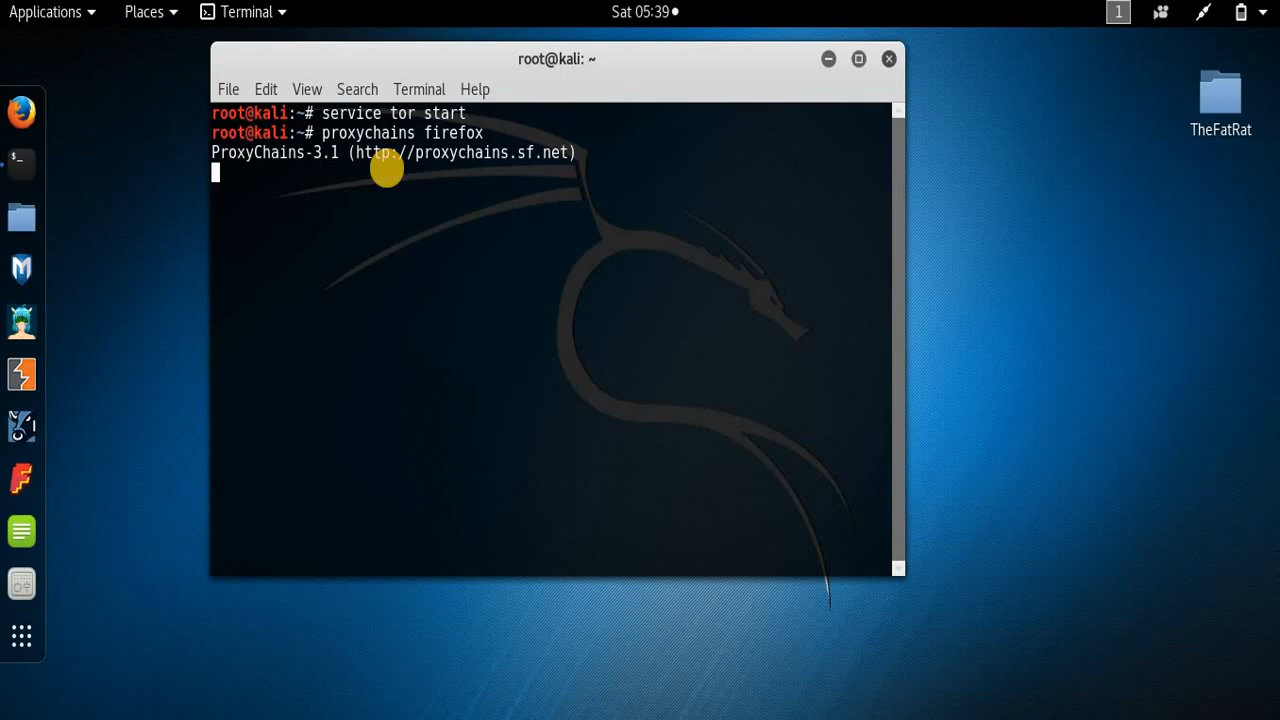 Applications Places Terminal Sat 05:39 1
root@kali: ~
File Edit View Search Terminal Help
root@kali:~# service tor start
root@kali:~# proxychains firefox
ProxyChains-3.1 (http://proxychains.sf.net)
TheFatRat